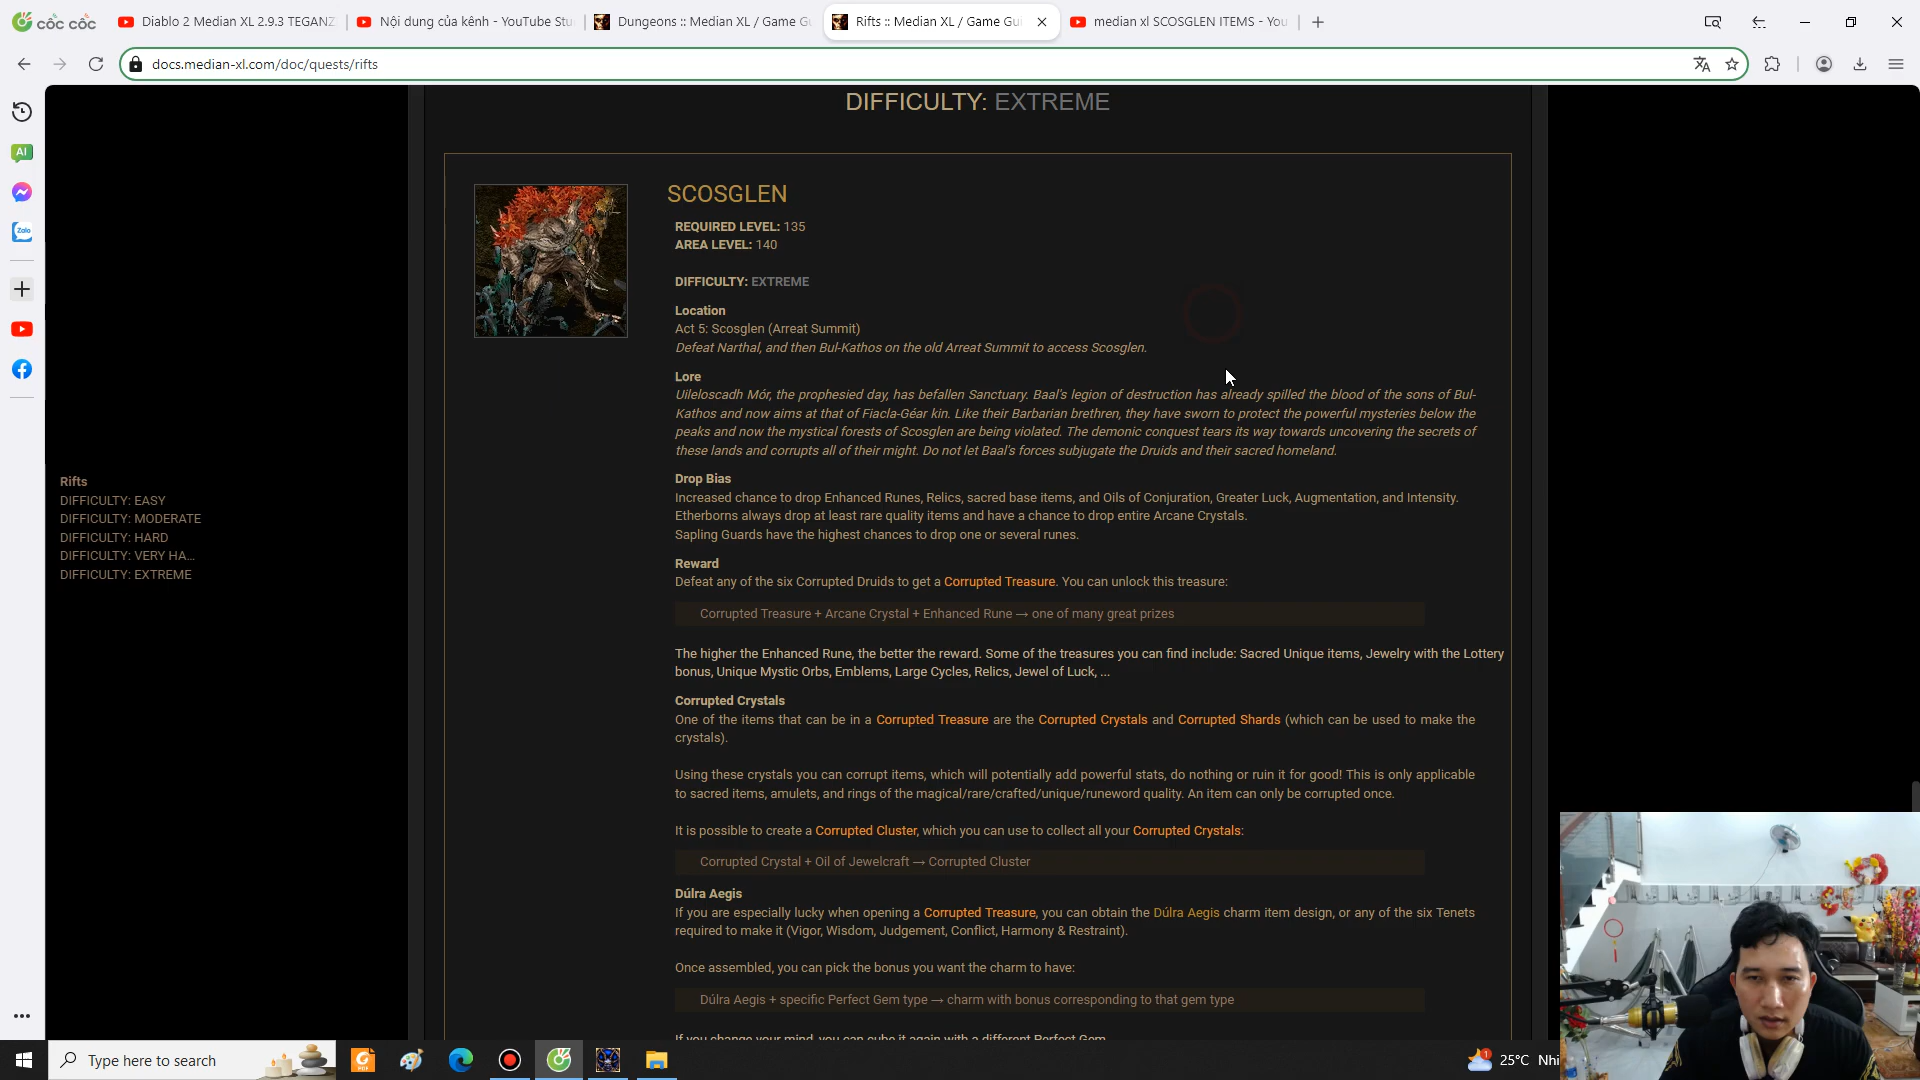 cốc cốc
Diablo 2 Median XL 2.9.3 TEGANZ
Nội dung của kênh - YouTube Stu
Dungeons :: Median XL / Game Gu
Rifts :: Median XL / Game Gui
median xl SCOSGLEN ITEMS - You
docs.median-xl.com/doc/quests/rifts
AI
Zalo
Rifts
DIFFICULTY: EASY
DIFFICULTY: MODERATE
DIFFICULTY: HARD
DIFFICULTY: VERY HA...
DIFFICULTY: EXTREME
DIFFICULTY: EXTREME
SCOSGLEN
REQUIRED LEVEL: 135
AREA LEVEL: 140
DIFFICULTY: EXTREME
Location
Act 5: Scosglen (Arreat Summit)
Defeat Narthal, and then Bul-Kathos on the old Arreat Summit to access Scosglen.
Lore
Uileloscadh Mór, the prophesied day, has befallen Sanctuary. Baal's legion of destruction has already spilled the blood of the sons of Bul-
Kathos and now aims at that of Fiacla-Géar kin. Like their Barbarian brethren, they have sworn to protect the powerful mysteries below the
peaks and now the mystical forests of Scosglen are being violated. The demonic conquest tears its way towards uncovering the secrets of
these lands and corrupts all of their might. Do not let Baal's forces subjugate the Druids and their sacred homeland.
Drop Bias
Increased chance to drop Enhanced Runes, Relics, sacred base items, and Oils of Conjuration, Greater Luck, Augmentation, and Intensity.
Etherborns always drop at least rare quality items and have a chance to drop entire Arcane Crystals.
Sapling Guards have the highest chances to drop one or several runes.
Reward
Defeat any of the six Corrupted Druids to get a Corrupted Treasure. You can unlock this treasure:
Corrupted Treasure + Arcane Crystal + Enhanced Rune → one of many great prizes
The higher the Enhanced Rune, the better the reward. Some of the treasures you can find include: Sacred Unique items, Jewelry with the Lottery
bonus, Unique Mystic Orbs, Emblems, Large Cycles, Relics, Jewel of Luck, ...
Corrupted Crystals
One of the items that can be in a Corrupted Treasure are the Corrupted Crystals and Corrupted Shards (which can be used to make the
crystals).
Using these crystals you can corrupt items, which will potentially add powerful stats, do nothing or ruin it for good! This is only applicable
to sacred items, amulets, and rings of the magical/rare/crafted/unique/runeword quality. An item can only be corrupted once.
It is possible to create a Corrupted Cluster, which you can use to collect all your Corrupted Crystals:
Corrupted Crystal + Oil of Jewelcraft → Corrupted Cluster
Dúlra Aegis
If you are especially lucky when opening a Corrupted Treasure, you can obtain the Dúlra Aegis charm item design, or any of the six Tenets
required to make it (Vigor, Wisdom, Judgement, Conflict, Harmony & Restraint).
Once assembled, you can pick the bonus you want the charm to have:
Dúlra Aegis + specific Perfect Gem type → charm with bonus corresponding to that gem type
If you change your mind, you can cube it again with a different Perfect Gem
Type here to search
1
25°C Nhi